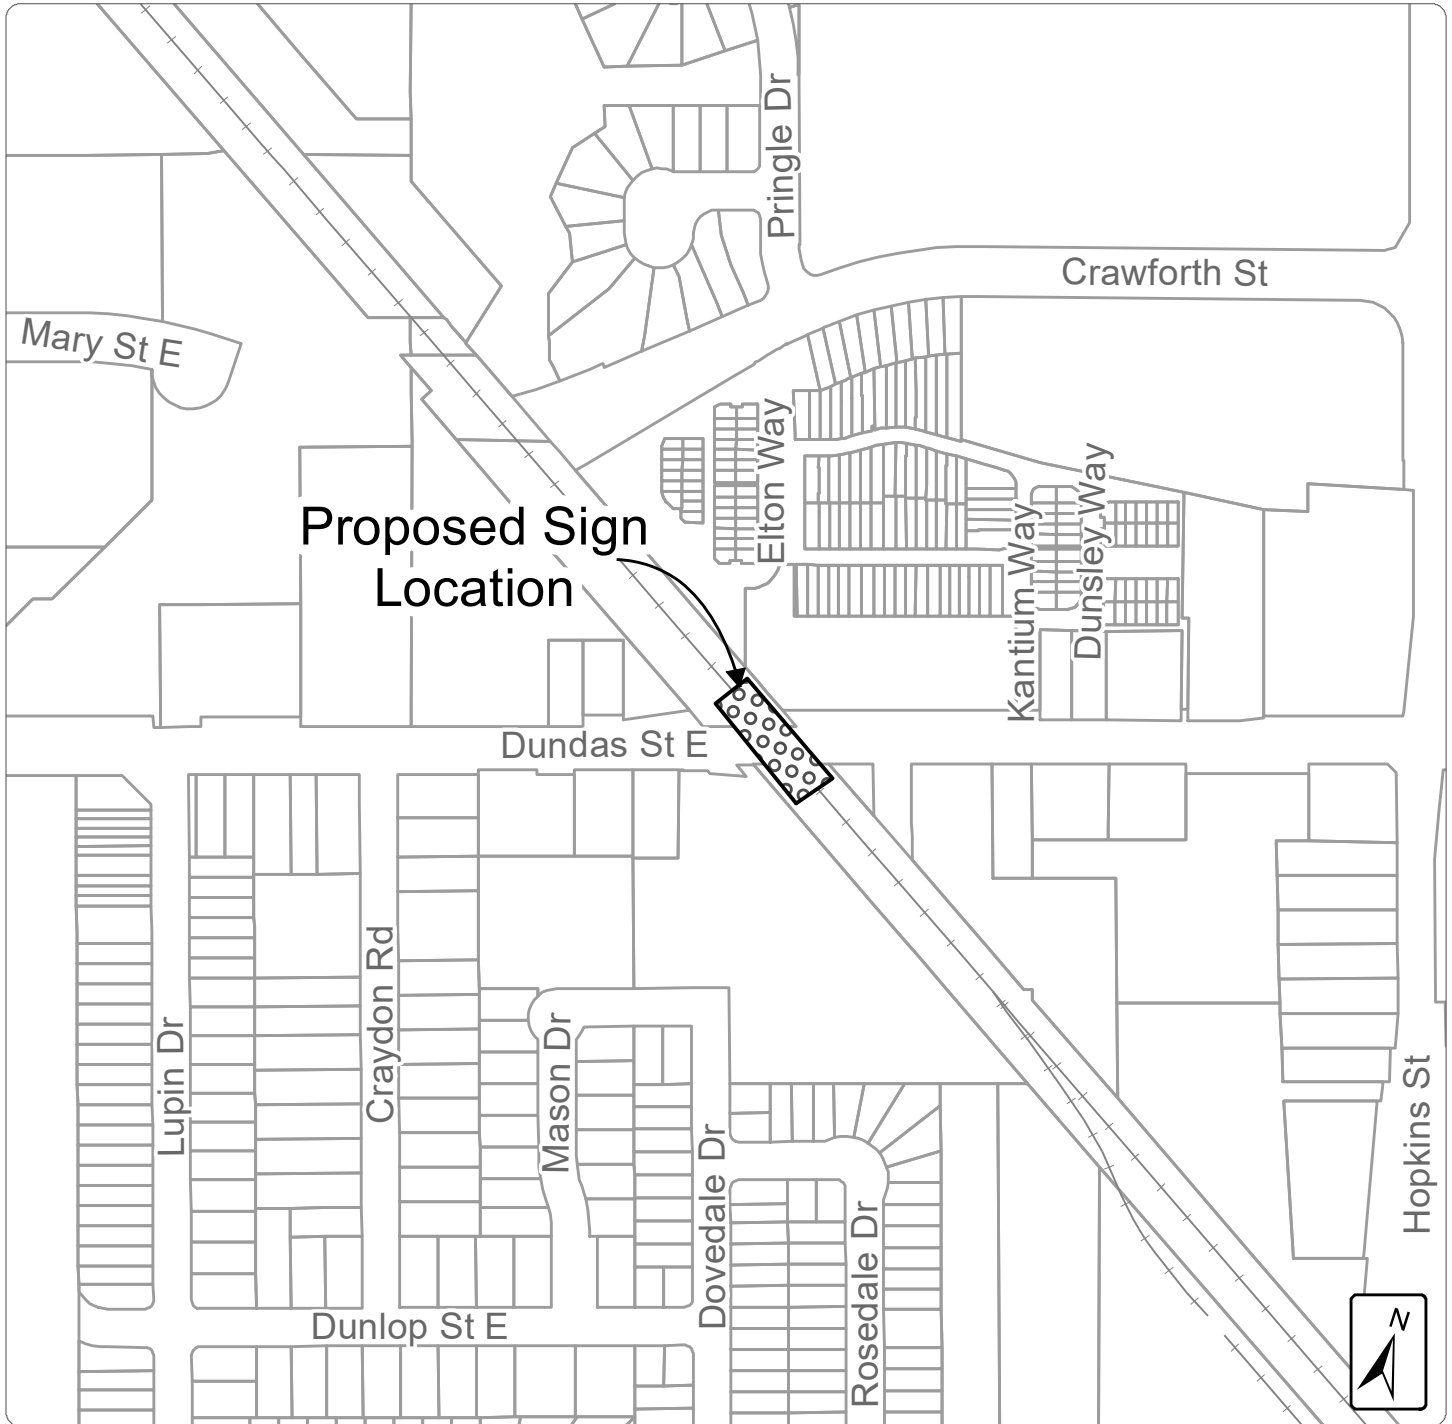 Pringle Dr
Crawforth St
Mary St E
Elton Way
Dunsley Way
Kantium Way
Proposed Sign
Location
Dundas St E
Craydon Rd
Lupin Dr
Mason Dr
Dovedale Dr
Rosedale Dr
Hopkins St
Dunlop St E
N